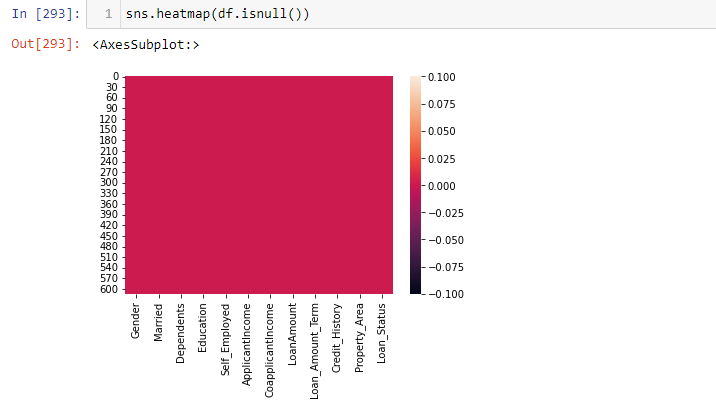 In [293]: 1 sns.heatmap(df.isnull())
Out[293]: <AxesSubplot:>
0
30
60
90
120
150
180
210
240
270
300
330
360
390
420
450
480
510
540
570
600
0.100
0.075
0.050
0.025
0.000
−0.025
−0.050
−0.075
−0.100
Gender
Married
Dependents
Education
Self_Employed
ApplicantIncome
CoapplicantIncome
LoanAmount
Loan_Amount_Term
Credit_History
Property_Area
Loan_Status